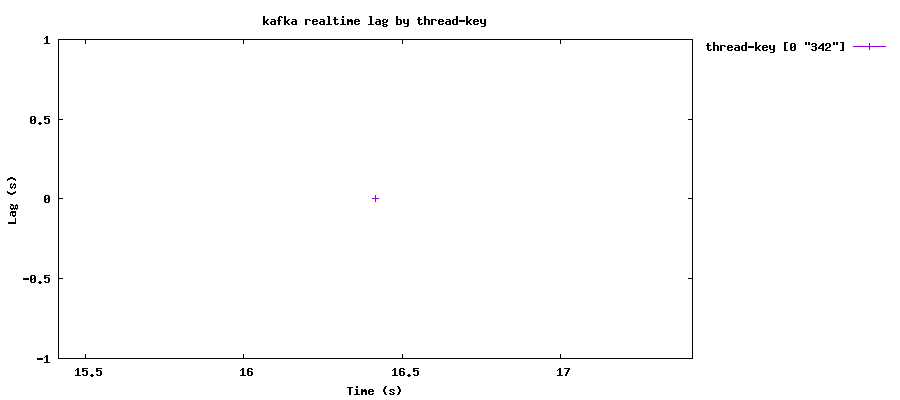 kafka realtime lag by thread-key
thread-key [0 "342"]
1
0.5
0
-0.5
-1
Lag (s)
15.5 16 16.5 17
Time (s)